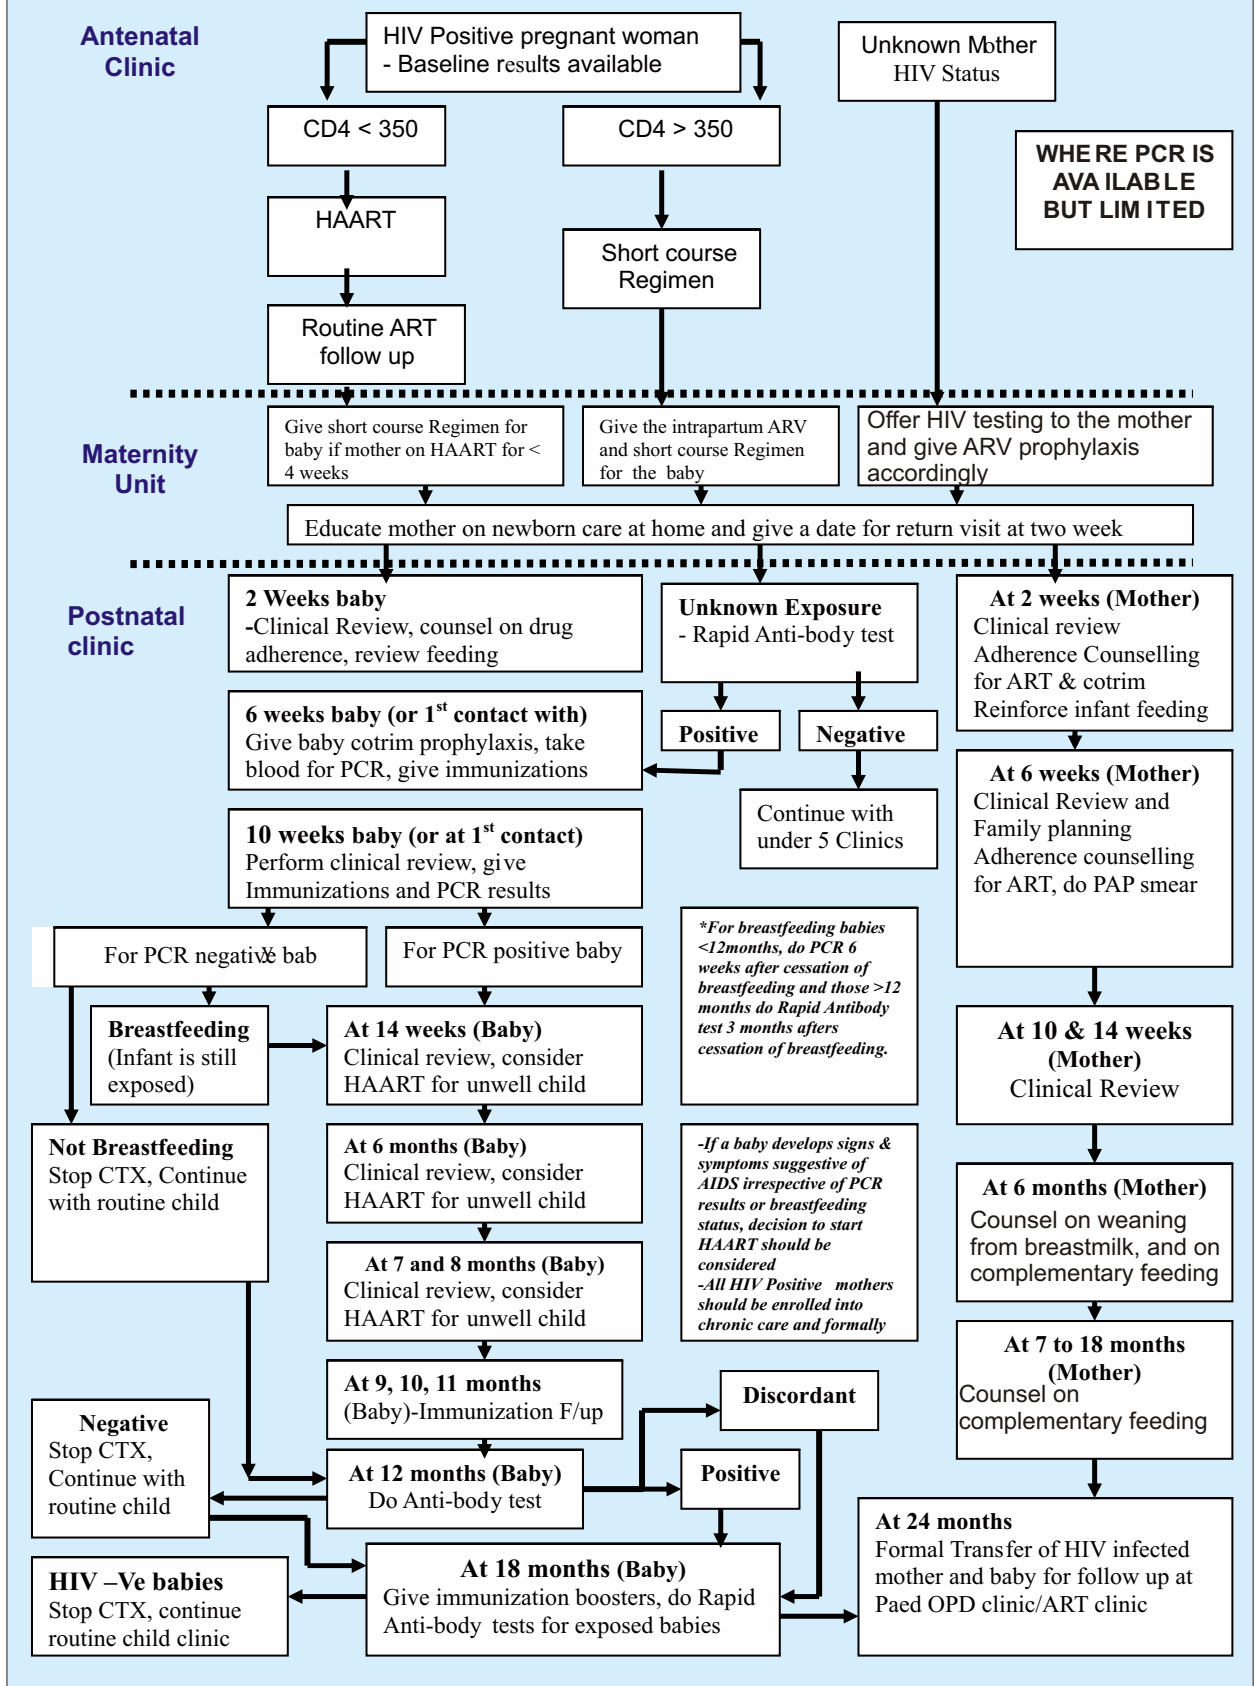 Antenatal
Clinic
HIV Positive pregnant woman
- Baseline results available
Unknown Mother
HIV Status
CD4 < 350
CD4 > 350
WHERE PCR IS
AVAILABLE
BUT LIMITED
HAART
Short course
Regimen
Routine ART
follow up
Maternity
Unit
Give short course Regimen for
baby if mother on HAART for <
4 weeks
Give the intrapartum ARV
and short course Regimen
for the baby
Offer HIV testing to the mother
and give ARV prophylaxis
accordingly
Educate mother on newborn care at home and give a date for return visit at two week
Postnatal
clinic
2 Weeks baby
-Clinical Review, counsel on drug
adherence, review feeding
Unknown Exposure
- Rapid Anti-body test
At 2 weeks (Mother)
Clinical review
Adherence Counselling
for ART & cotrim
Reinforce infant feeding
6 weeks baby (or 1st contact with)
Give baby cotrim prophylaxis, take
blood for PCR, give immunizations
Positive
Negative
At 6 weeks (Mother)
Clinical Review and
Family planning
Adherence counselling
for ART, do PAP smear
Continue with
under 5 Clinics
10 weeks baby (or at 1st contact)
Perform clinical review, give
Immunizations and PCR results
For PCR negative bab
For PCR positive baby
*For breastfeeding babies
<12months, do PCR 6
weeks after cessation of
breastfeeding and those >12
months do Rapid Antibody
test 3 months afters
cessation of breastfeeding.
Breastfeeding
(Infant is still
exposed)
At 14 weeks (Baby)
Clinical review, consider
HAART for unwell child
At 10 & 14 weeks
(Mother)
Clinical Review
Not Breastfeeding
Stop CTX, Continue
with routine child
At 6 months (Baby)
Clinical review, consider
HAART for unwell child
-If a baby develops signs &
symptoms suggestive of
AIDS irrespective of PCR
results or breastfeeding
status, decision to start
HAART should be
considered
-All HIV Positive mothers
should be enrolled into
chronic care and formally
At 6 months (Mother)
Counsel on weaning
from breastmilk, and on
complementary feeding
At 7 and 8 months (Baby)
Clinical review, consider
HAART for unwell child
At 7 to 18 months
(Mother)
Counsel on
complementary feeding
At 9, 10, 11 months
(Baby)-Immunization F/up
Discordant
Negative
Stop CTX,
Continue with
routine child
At 12 months (Baby)
Do Anti-body test
Positive
At 24 months
Formal Transfer of HIV infected
mother and baby for follow up at
Paed OPD clinic/ART clinic
HIV –Ve babies
Stop CTX, continue
routine child clinic
At 18 months (Baby)
Give immunization boosters, do Rapid
Anti-body tests for exposed babies